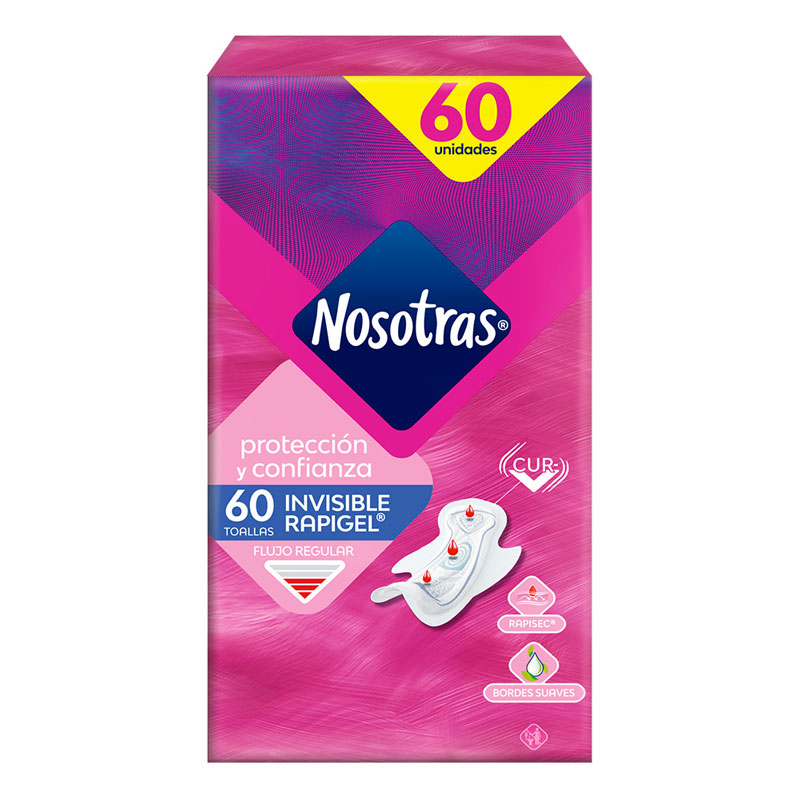 60
unidades
Nosotras®
protección
y confianza
60
TOALLAS
INVISIBLE
RAPIGEL®
FLUJO REGULAR
CUR-V
RAPISEC®
BORDES SUAVES